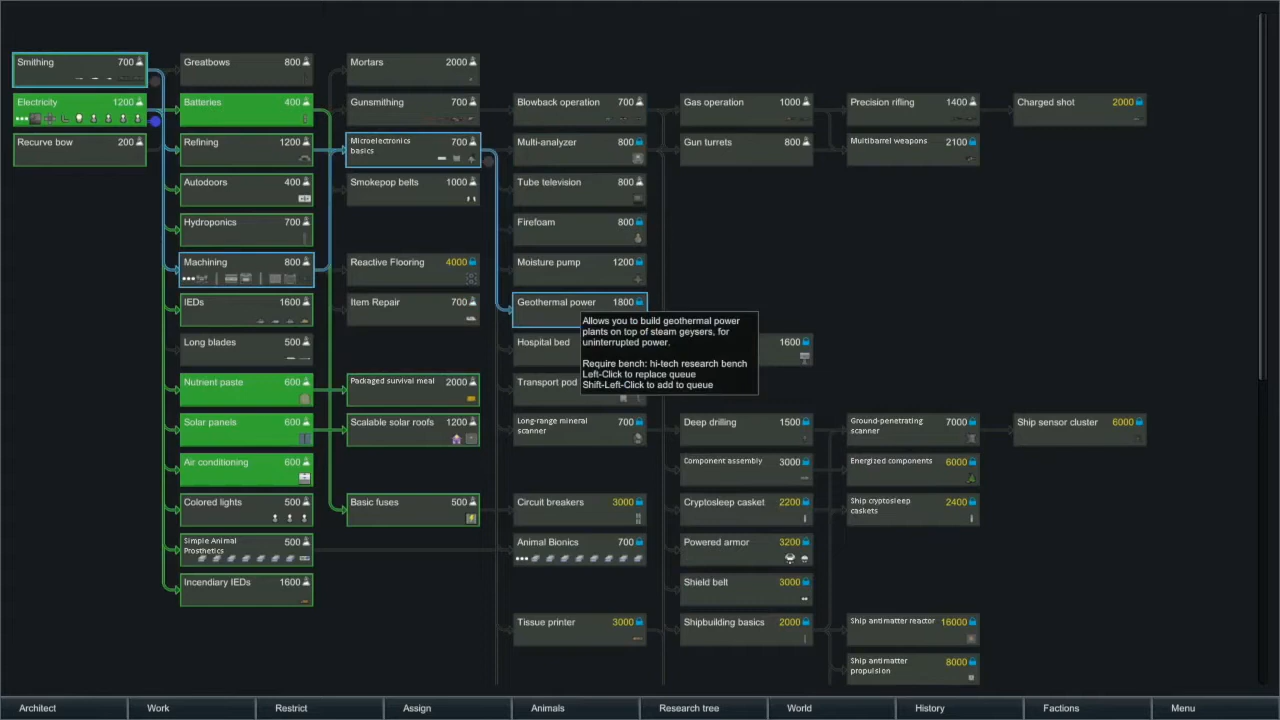 Smithing 700
Greatbows 800
Mortars 2000
Electricity 1200
Batteries 400
Gunsmithing 700
Blowback operation 700
Gas operation 1000
Precision rifling 1400
Charged shot 2000
Recurve bow 200
Refining 1200
Microelectronics basics 700
Multi-analyzer 800
Gun turrets 800
Multibarrel weapons 2100
Autodoors 400
Smokepop belts 1000
Tube television 800
Hydroponics 700
Firefoam 800
Machining 800
Reactive Flooring 4000
Moisture pump 1200
IEDs 1600
Item Repair 700
Geothermal power 1800
Allows you to build geothermal power
plants on top of steam geysers, for
uninterrupted power.
Require bench: hi-tech research bench
Left-Click to replace queue
Shift-Left-Click to add to queue
Long blades 500
Hospital bed
1600
Nutrient paste 600
Packaged survival meal 2000
Transport pod
Solar panels 600
Scalable solar roofs 1200
Long-range mineral scanner 700
Deep drilling 1500
Ground-penetrating scanner 7000
Ship sensor cluster 6000
Air conditioning 600
Component assembly 3000
Energized components 6000
Colored lights 500
Basic fuses 500
Circuit breakers 3000
Cryptosleep casket 2200
Ship cryptosleep caskets 2400
Simple Animal Prosthetics 500
Animal Bionics 700
Powered armor 3200
Incendiary IEDs 1600
Shield belt 3000
Tissue printer 3000
Shipbuilding basics 2000
Ship antimatter reactor 16000
Ship antimatter propulsion 8000
Architect
Work
Restrict
Assign
Animals
Research tree
World
History
Factions
Menu